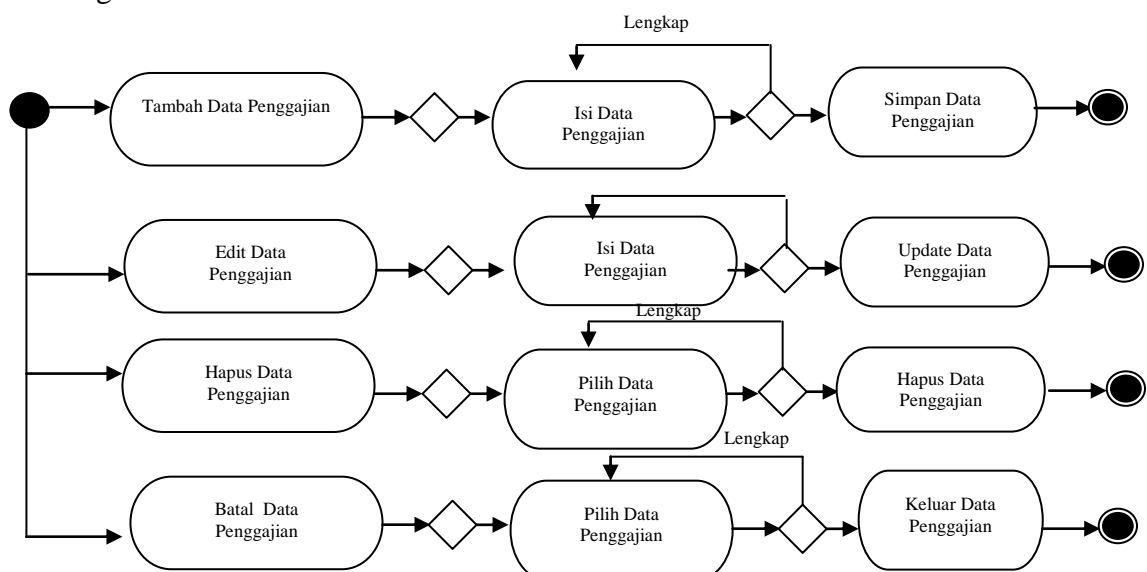 Lengkap
Tambah Data Penggajian
Isi Data
Penggajian
Simpan Data
Penggajian
Edit Data
Penggajian
Isi Data
Penggajian
Update Data
Penggajian
Lengkap
Hapus Data
Penggajian
Pilih Data
Penggajian
Hapus Data
Penggajian
Lengkap
Batal Data
Penggajian
Pilih Data
Penggajian
Keluar Data
Penggajian